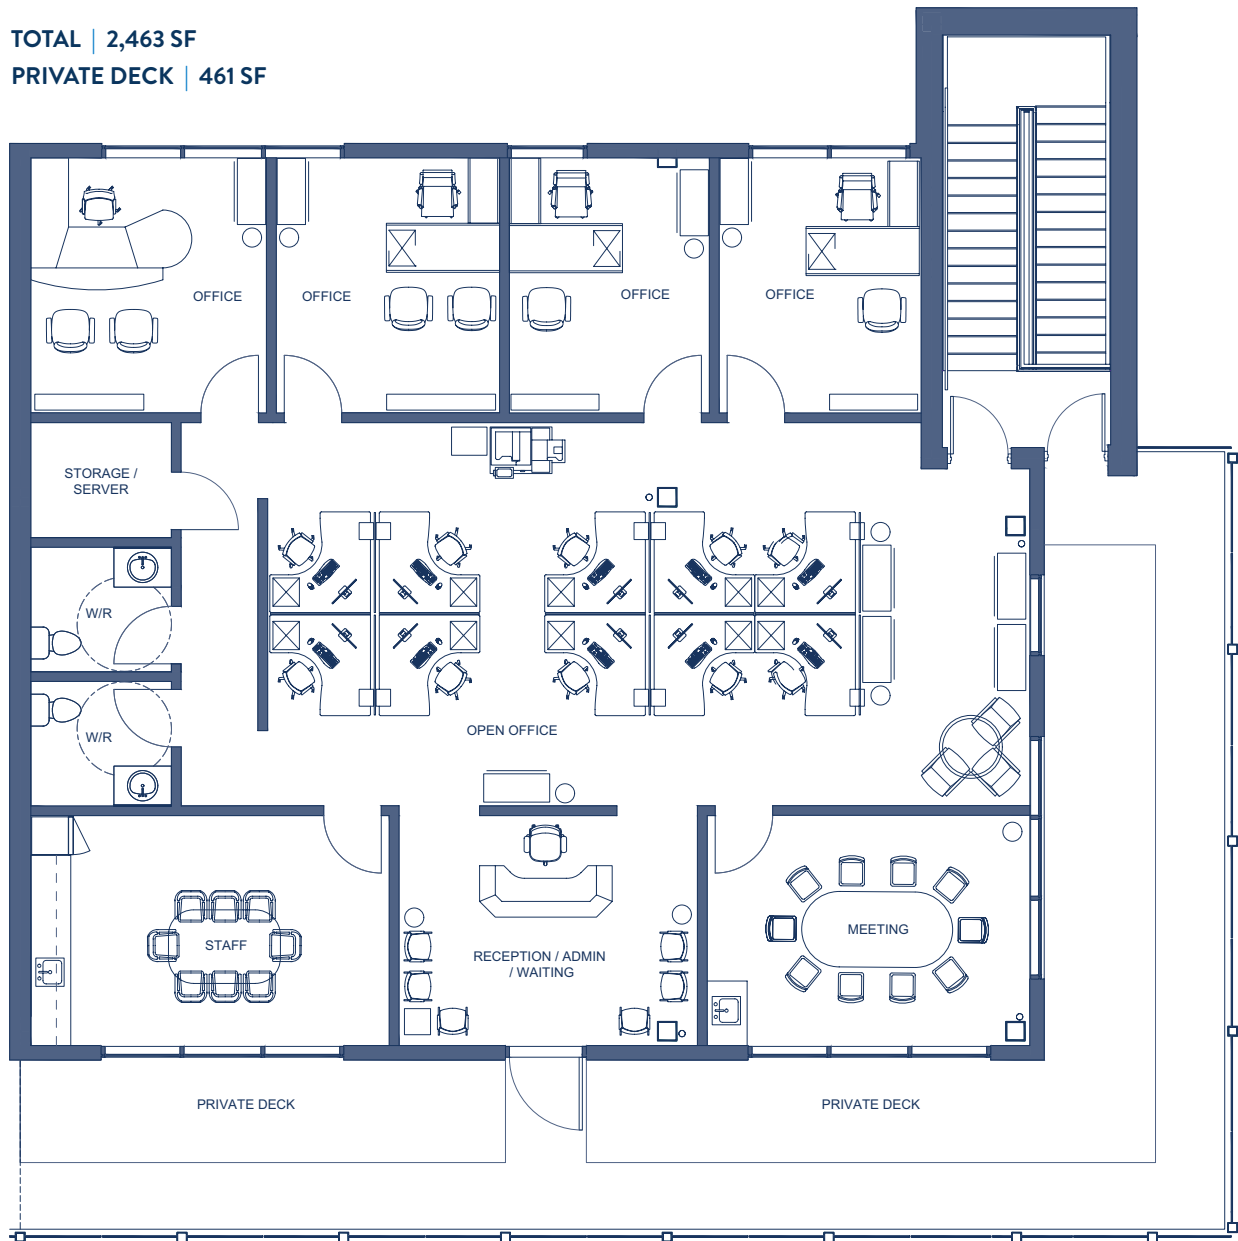 TOTAL | 2,463 SF
PRIVATE DECK | 461 SF
OFFICE
OFFICE
OFFICE
OFFICE
STORAGE /
SERVER
W/R
W/R
OPEN OFFICE
STAFF
RECEPTION / ADMIN
/ WAITING
MEETING
PRIVATE DECK
PRIVATE DECK